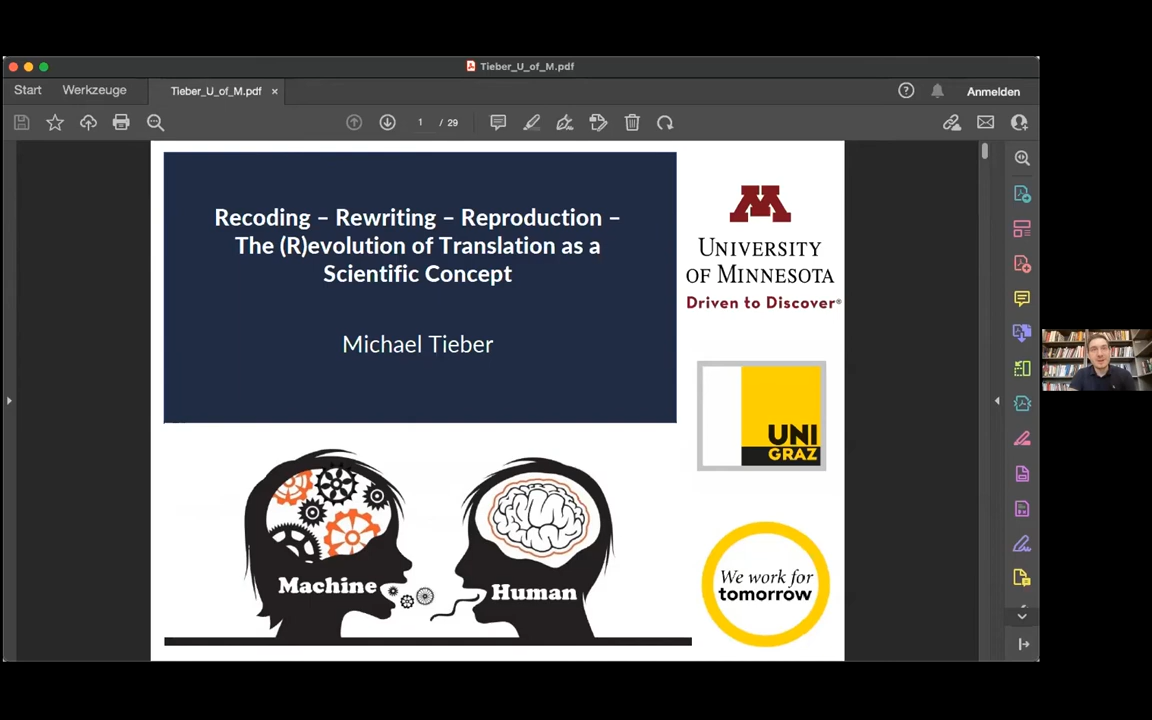 Tieber_U_of_M.pdf
Start
Werkzeuge
Tieber_U_of_M.pdf
Anmelden
1 / 29
Recoding – Rewriting – Reproduction –
The (R)evolution of Translation as a
Scientific Concept
Michael Tieber
M
UNIVERSITY
OF MINNESOTA
Driven to Discover®
UNI
GRAZ
Machine
Human
We work for
tomorrow